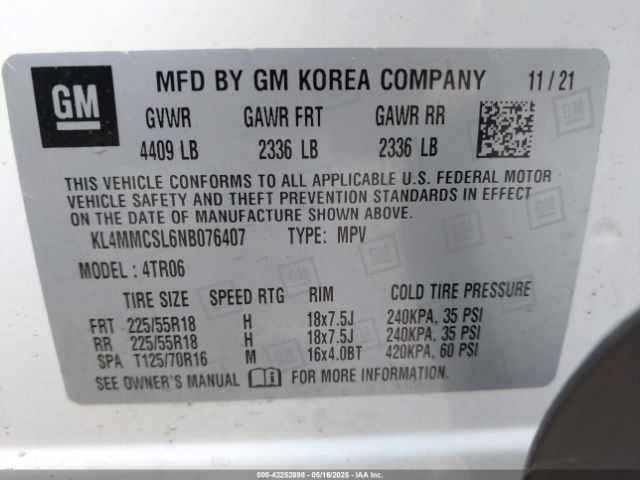 GM MFD BY GM KOREA COMPANY 11/21
GVWR GAWR FRT GAWR RR
4409 LB 2336 LB 2336 LB
THIS VEHICLE CONFORMS TO ALL APPLICABLE U.S. FEDERAL MOTOR
VEHICLE SAFETY AND THEFT PREVENTION STANDARDS IN EFFECT
ON THE DATE OF MANUFACTURE SHOWN ABOVE.
KL4MMCSL6NB076407 TYPE: MPV
MODEL: 4TR06
TIRE SIZE SPEED RTG RIM COLD TIRE PRESSURE
FRT 225/55R18 H 18x7.5J 240KPA, 35 PSI
RR 225/55R18 H 18x7.5J 240KPA, 35 PSI
SPA T125/70R16 M 16x4.0BT 420KPA, 60 PSI
SEE OWNER'S MANUAL FOR MORE INFORMATION.
000-42252898 - 05/16/2025 - IAAI.COM